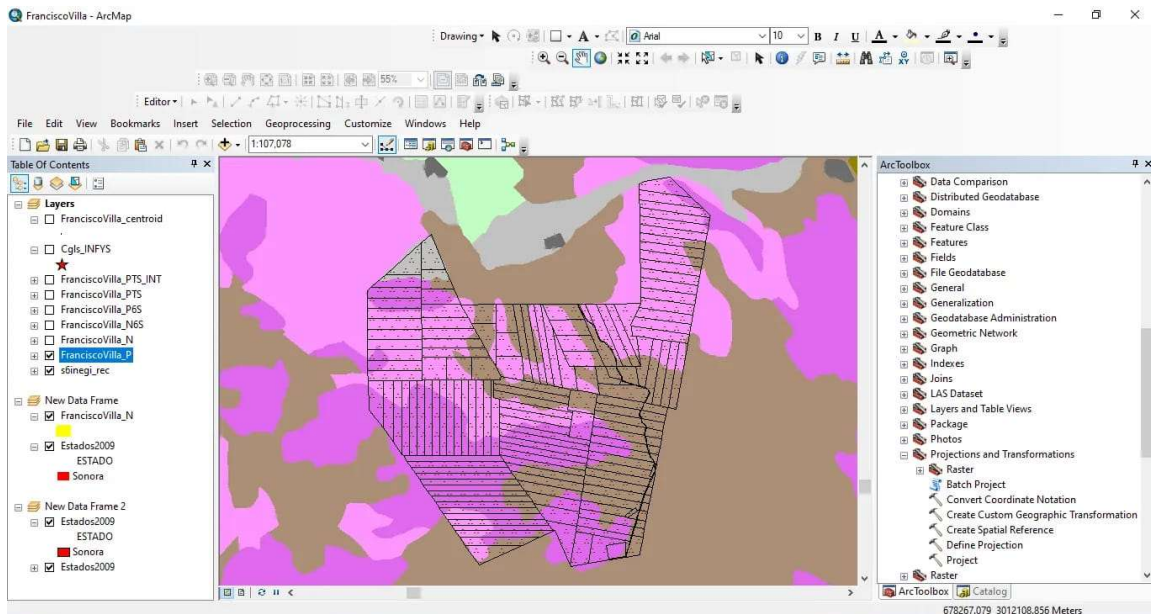 FranciscoVilla - ArcMap
Drawing
A
Arial
10
B I U A
55%
Editor
File Edit View Bookmarks Insert Selection Geoprocessing Customize Windows Help
1:107,078
Table Of Contents
Layers
FranciscoVilla_centroid
Cgls_INFYS
FranciscoVilla_PTS_INT
FranciscoVilla_PTS
FranciscoVilla_P6S
FranciscoVilla_N6S
FranciscoVilla_N
FranciscoVilla_P
s6inegi_rec
New Data Frame
FranciscoVilla_N
Estados2009
ESTADO
Sonora
New Data Frame 2
Estados2009
ESTADO
Sonora
Estados2009
ArcToolbox
Data Comparison
Distributed Geodatabase
Domains
Feature Class
Features
Fields
File Geodatabase
General
Generalization
Geodatabase Administration
Geometric Network
Graph
Indexes
Joins
LAS Dataset
Layers and Table Views
Package
Photos
Projections and Transformations
Raster
Batch Project
Convert Coordinate Notation
Create Custom Geographic Transformation
Create Spatial Reference
Define Projection
Project
Raster
ArcToolbox Catalog
678267.079 3012108.856 Meters